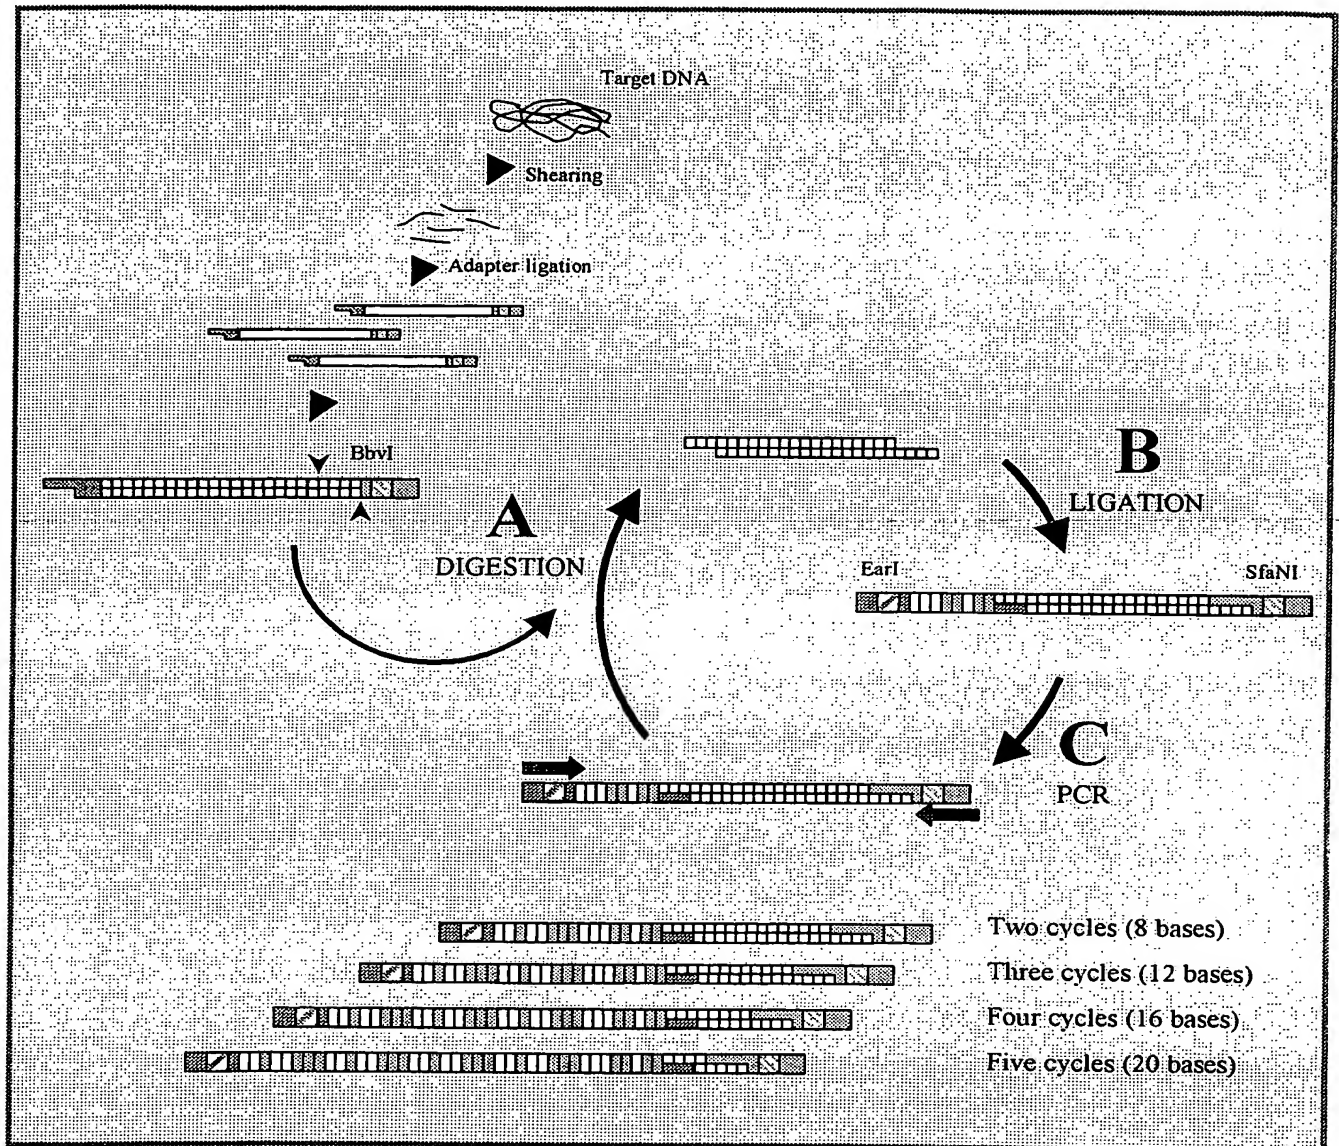 Target DNA
Shearing
Adapter ligation
BbvI
A
DIGESTION
B
LIGATION
EarI
SfaNI
C
PCR
Two cycles (8 bases)
Three cycles (12 bases)
Four cycles (16 bases)
Five cycles (20 bases)